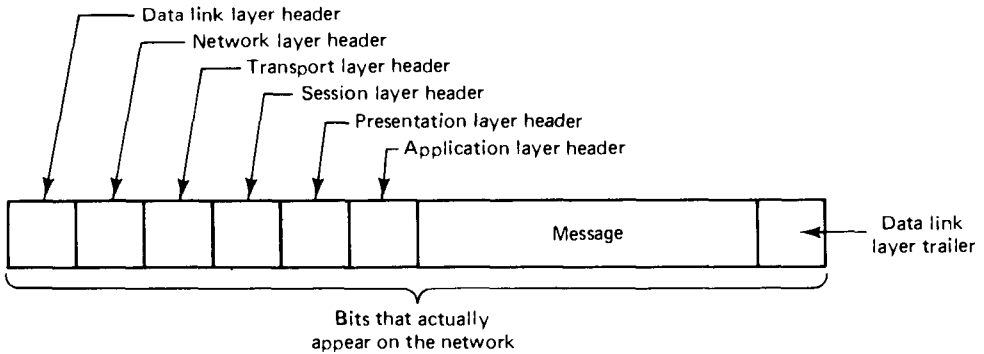 Data link layer header
Network layer header
Transport layer header
Session layer header
Presentation layer header
Application layer header
Message
Data link
layer trailer
Bits that actually
appear on the network